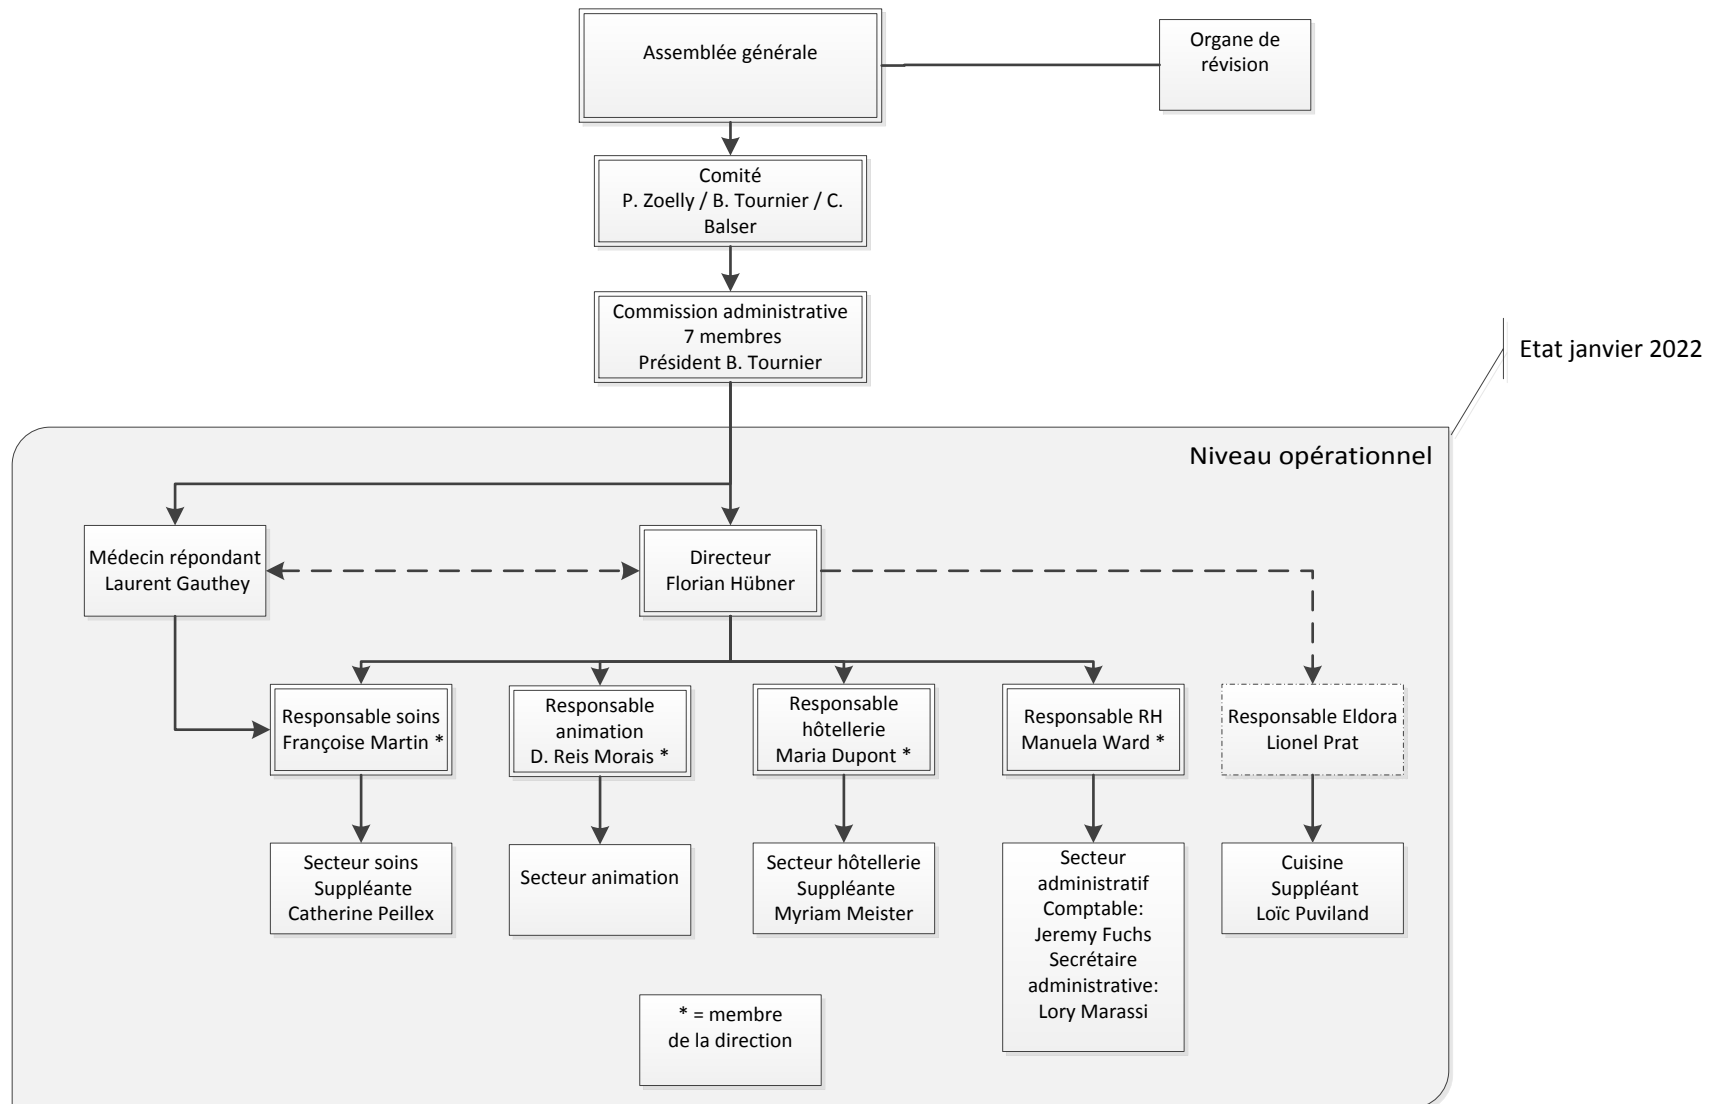 Assemblée générale
Organe de
révision
Comité
P. Zoelly / B. Tournier / C.
Balser
Commission administrative
7 membres
Président B. Tournier
Etat janvier 2022
Niveau opérationnel
Médecin répondant
Laurent Gauthey
Directeur
Florian Hübner
Responsable soins
Françoise Martin *
Responsable
animation
D. Reis Morais *
Responsable
hôtellerie
Maria Dupont *
Responsable RH
Manuela Ward *
Responsable Eldora
Lionel Prat
Secteur soins
Suppléante
Catherine Peillex
Secteur animation
Secteur hôtellerie
Suppléante
Myriam Meister
Secteur
administratif
Comptable:
Jeremy Fuchs
Secrétaire
administrative:
Lory Marassi
Cuisine
Suppléant
Loïc Puviland
* = membre
de la direction